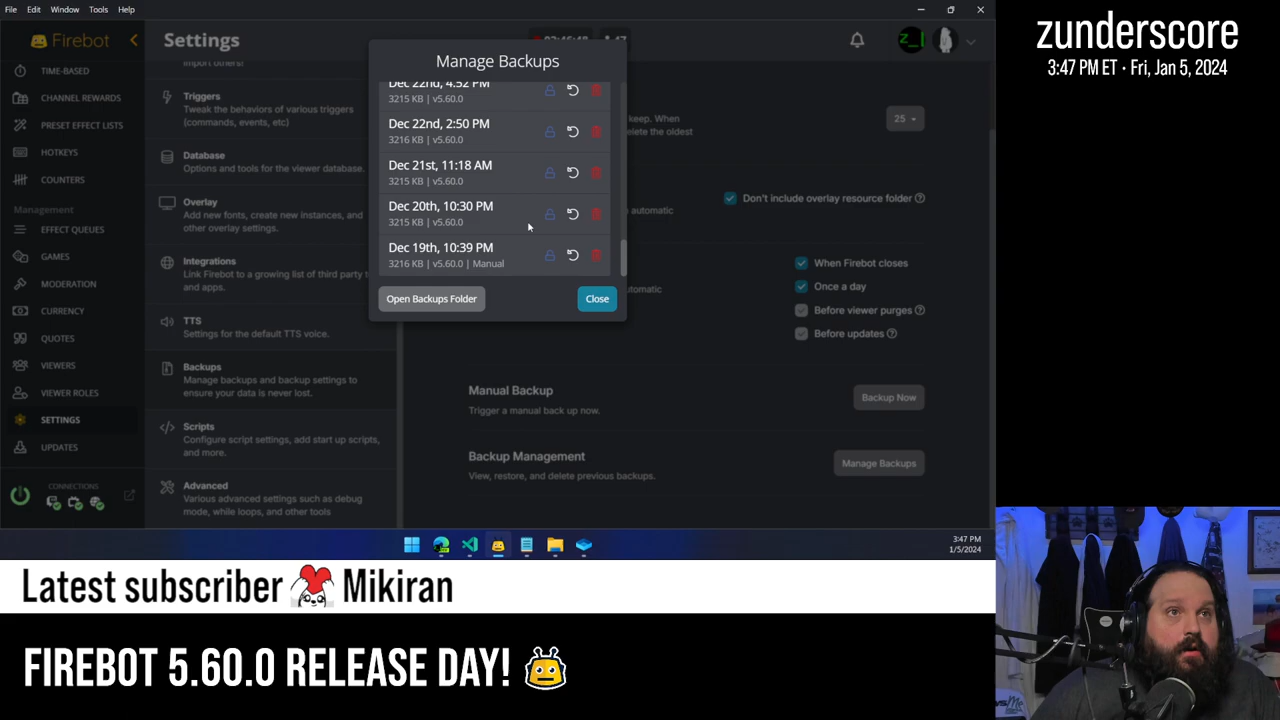 File Edit Window Tools Help
Firebot
Settings
zunderscore
3:47 PM ET · Fri, Jan 5, 2024
TIME-BASED
CHANNEL REWARDS
PRESET EFFECT LISTS
HOTKEYS
COUNTERS
Management
EFFECT QUEUES
GAMES
MODERATION
CURRENCY
QUOTES
VIEWERS
VIEWER ROLES
SETTINGS
UPDATES
CONNECTIONS
import others!
Triggers
Tweak the behaviors of various triggers
(commands, events, etc)
Database
Options and tools for the viewer database.
Overlay
Add new fonts, create new instances, and
other overlay settings.
Integrations
Link Firebot to a growing list of third party
and apps.
TTS
Settings for the default TTS voice.
Backups
Manage backups and backup settings to
ensure your data is never lost.
Scripts
Configure script settings, add start up scripts,
and more.
Advanced
Various advanced settings such as debug
mode, while loops, and other tools
Manage Backups
Dec 22nd, 4:52 PM
3215 KB | v5.60.0
Dec 22nd, 2:50 PM
3216 KB | v5.60.0
Dec 21st, 11:18 AM
3215 KB | v5.60.0
Dec 20th, 10:30 PM
3215 KB | v5.60.0
Dec 19th, 10:39 PM
3216 KB | v5.60.0 | Manual
Open Backups Folder
Close
keep. When
elete the oldest
25
automatic
Don't include overlay resource folder
utomatic
When Firebot closes
Once a day
Before viewer purges
Before updates
Manual Backup
Trigger a manual back up now.
Backup Now
Backup Management
View, restore, and delete previous backups.
Manage Backups
3:47 PM
1/5/2024
Latest subscriber Mikiran
FIREBOT 5.60.0 RELEASE DAY!